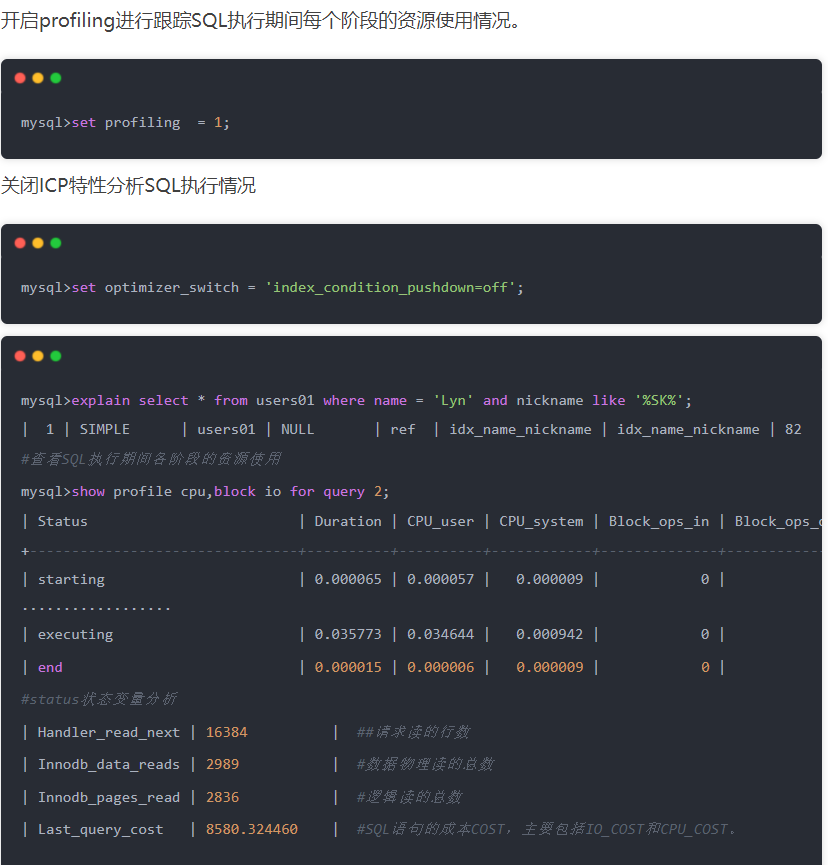 开启profiling进行跟踪SQL执行期间每个阶段的资源使用情况。
mysql>set profiling  = 1;
关闭ICP特性分析SQL执行情况
mysql>set optimizer_switch = 'index_condition_pushdown=off';
mysql>explain select * from users01 where name = 'Lyn' and nickname like '%SK%';
|  1 | SIMPLE      | users01 | NULL       | ref  | idx_name_nickname | idx_name_nickname | 82
#查看SQL执行期间各阶段的资源使用
mysql>show profile cpu,block io for query 2;
| Status                         | Duration | CPU_user | CPU_system | Block_ops_in | Block_ops_
+--------------------------------+----------+----------+------------+--------------+-----------
| starting                       | 0.000065 | 0.000057 |   0.000009 |            0 |
..................
| executing                      | 0.035773 | 0.034644 |   0.000942 |            0 |
| end                            | 0.000015 | 0.000006 |   0.000009 |            0 |
#status状态变量分析
| Handler_read_next | 16384          |  ##请求读的行数
| Innodb_data_reads | 2989           |  #数据物理读的总数
| Innodb_pages_read | 2836           |  #逻辑读的总数
| Last_query_cost   | 8580.324460    |  #SQL语句的成本COST，主要包括IO_COST和CPU_COST。